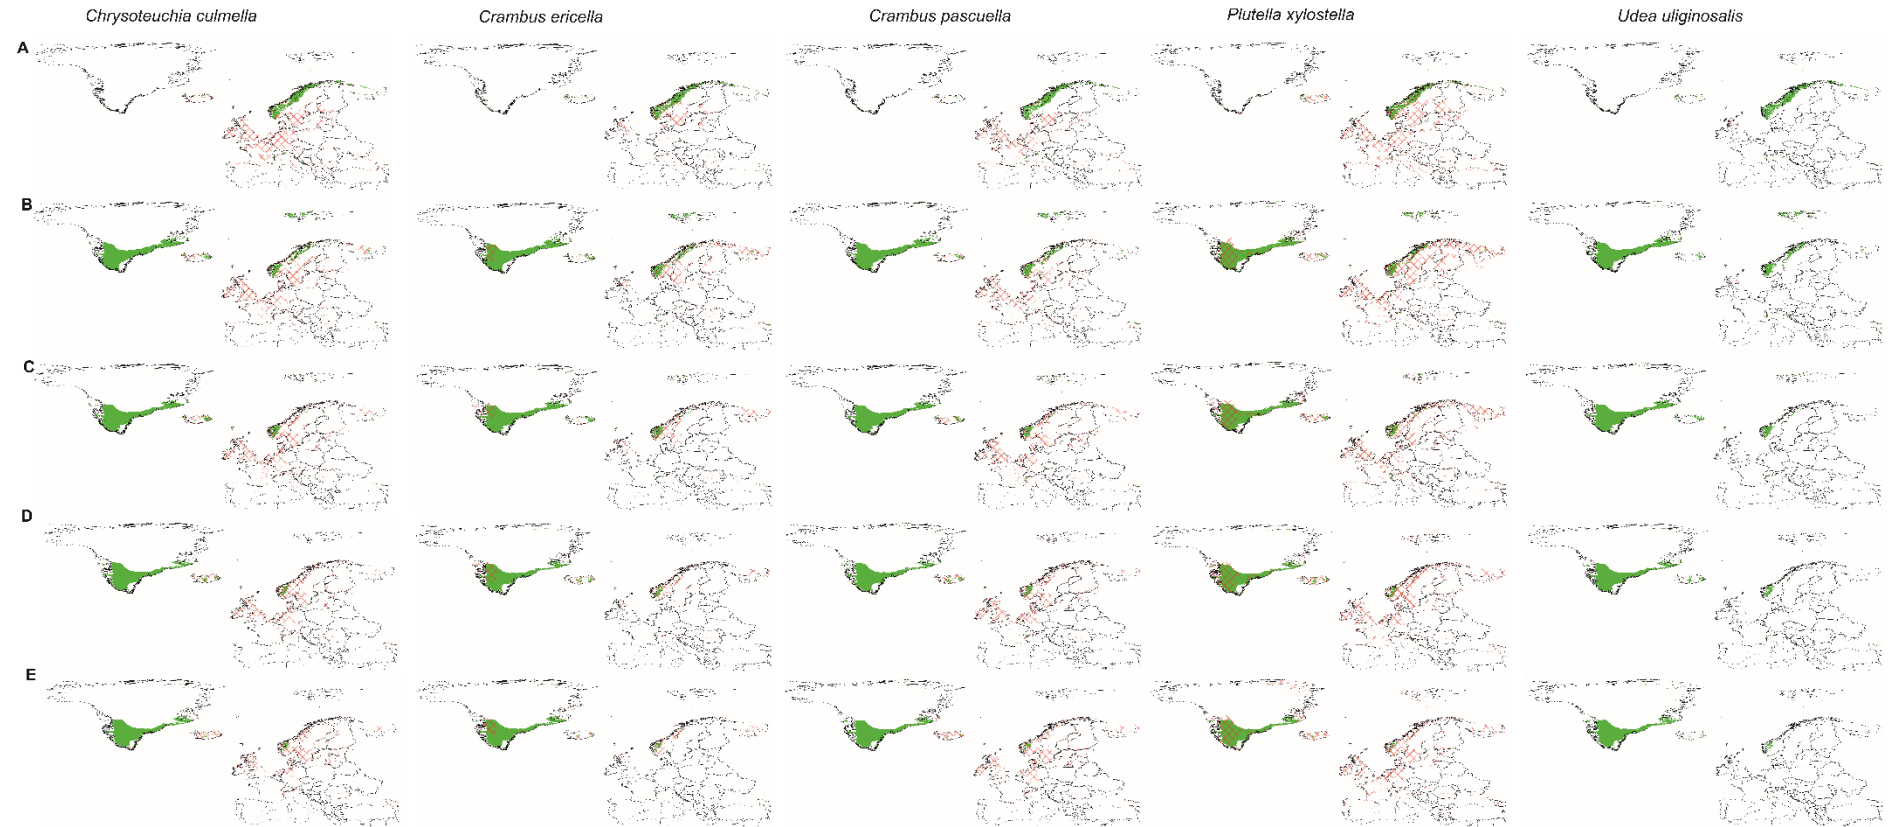 Chrysoteuchia culmella Crambus ericella Crambus pascuella Plutella xylostella Udea uliginosalis
A
B
C
D
E